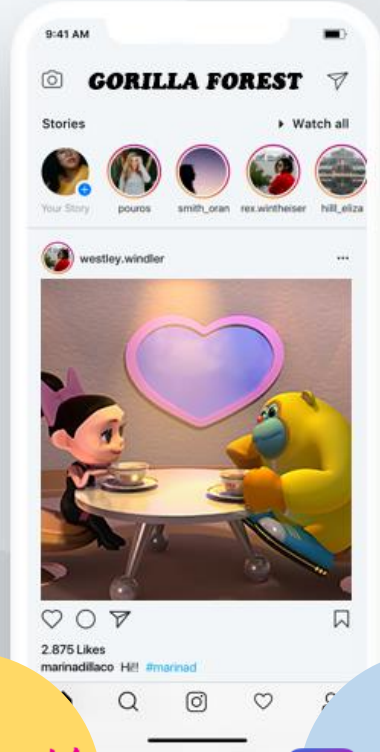 9:41 AM
GORILLA FOREST
Stories
Watch all
Your Story
pouros
smith_oran
rex.wintheiser
hilll_eliza
westley.windler
2.875 Likes
marinadillaco Hi!! #marinad